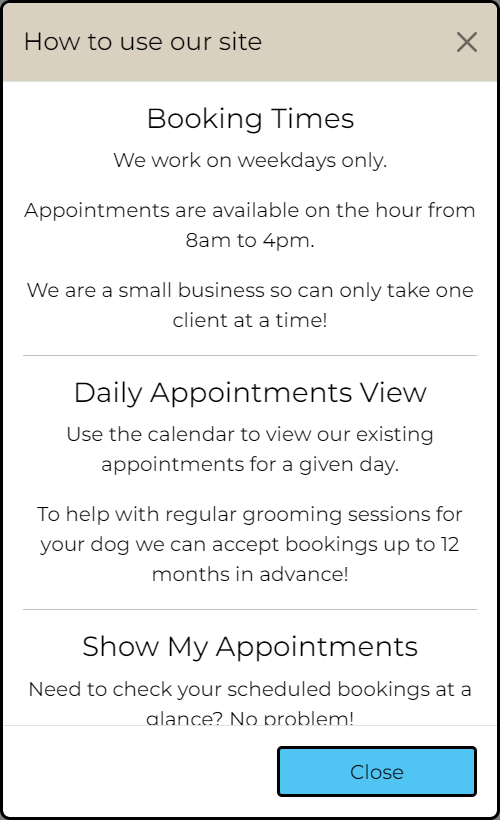 How to use our site
Booking Times
We work on weekdays only.
Appointments are available on the hour from
8am to 4pm.
We are a small business so can only take one
client at a time!
Daily Appointments View
Use the calendar to view our existing
appointments for a given day.
To help with regular grooming sessions for
your dog we can accept bookings up to 12
months in advance!
Show My Appointments
Need to check your scheduled bookings at a
glance? No problem!
Close